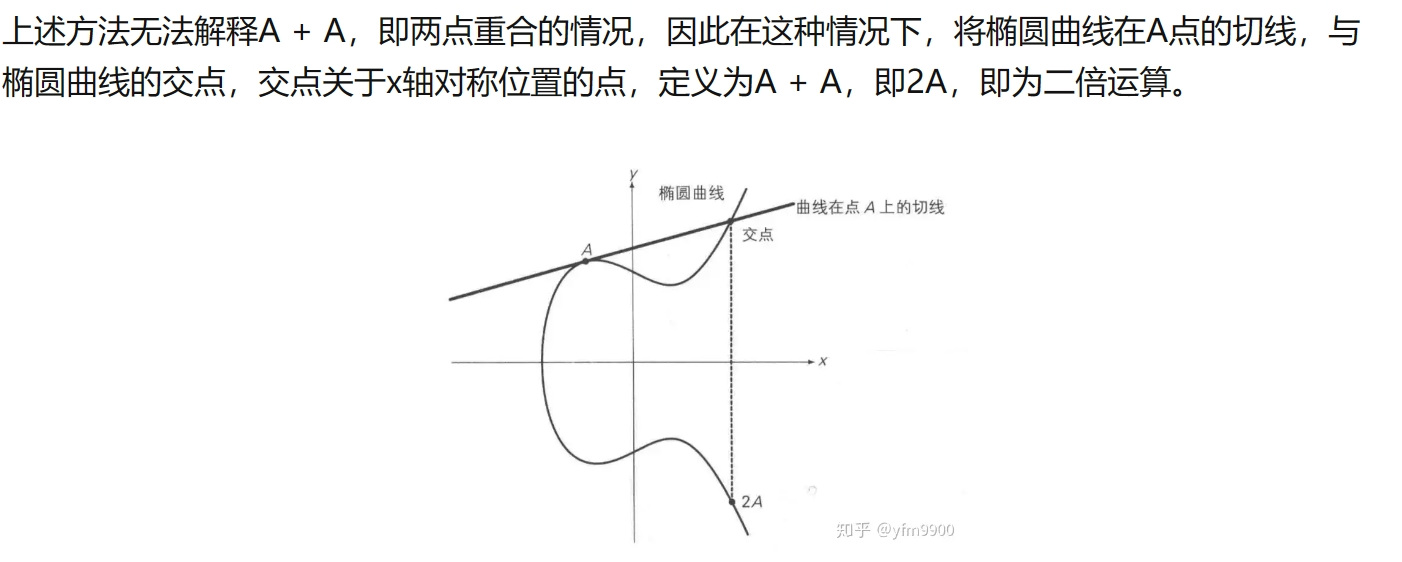 上述方法无法解释A + A，即两点重合的情况，因此在这种情况下，将椭圆曲线在A点的切线，与
椭圆曲线的交点，交点关于x轴对称位置的点，定义为A + A，即2A，即为二倍运算。
y
椭圆曲线
曲线在点 A 上的切线
交点
A
x
2A
知乎 @yfm9900